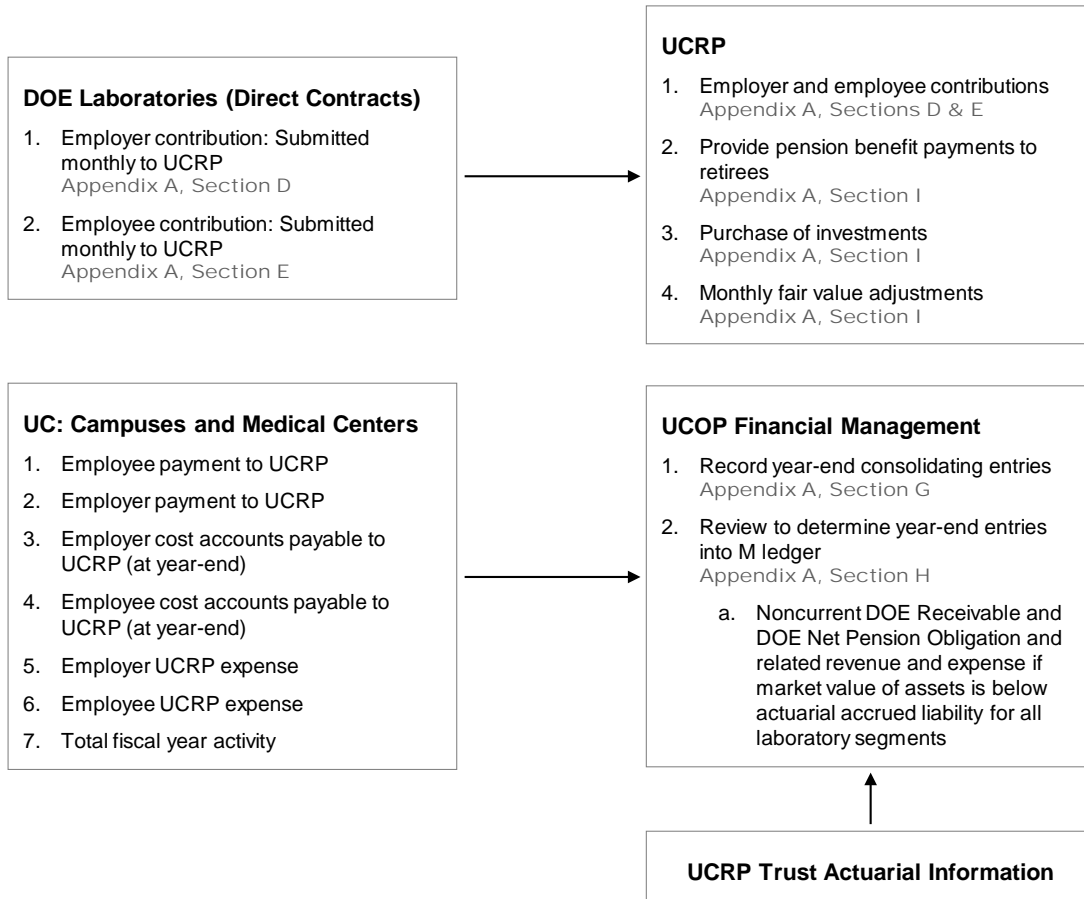 DOE Laboratories (Direct Contracts)
1. Employer contribution: Submitted
monthly to UCRP
Appendix A, Section D
2. Employee contribution: Submitted
monthly to UCRP
Appendix A, Section E
UCRP
1. Employer and employee contributions
Appendix A, Sections D & E
2. Provide pension benefit payments to
retirees
Appendix A, Section I
3. Purchase of investments
Appendix A, Section I
4. Monthly fair value adjustments
Appendix A, Section I
UC: Campuses and Medical Centers
1. Employee payment to UCRP
2. Employer payment to UCRP
3. Employer cost accounts payable to
UCRP (at year-end)
4. Employee cost accounts payable to
UCRP (at year-end)
5. Employer UCRP expense
6. Employee UCRP expense
7. Total fiscal year activity
UCOP Financial Management
1. Record year-end consolidating entries
Appendix A, Section G
2. Review to determine year-end entries
into M ledger
Appendix A, Section H
a. Noncurrent DOE Receivable and
DOE Net Pension Obligation and
related revenue and expense if
market value of assets is below
actuarial accrued liability for all
laboratory segments
UCRP Trust Actuarial Information